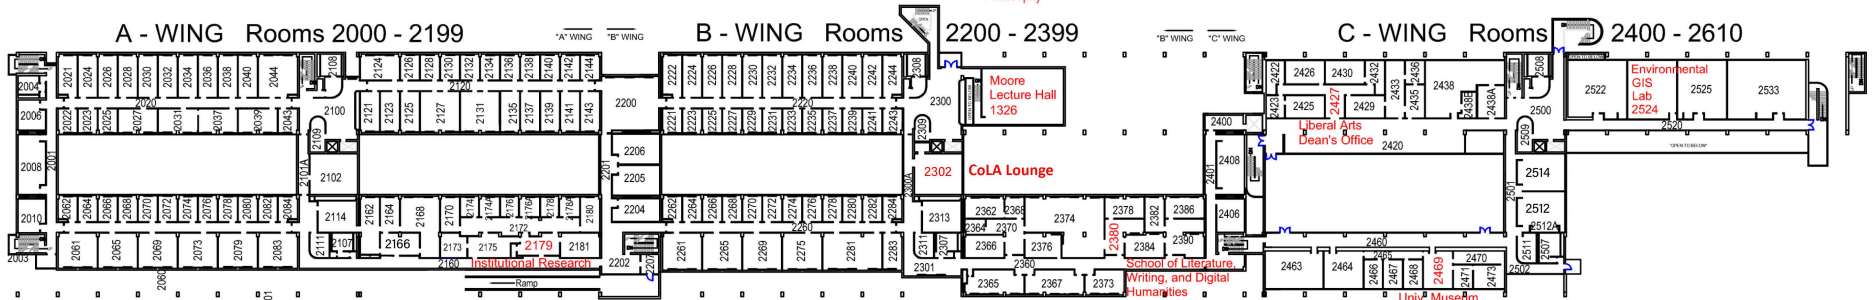 A - WING Rooms 2000 - 2199
"A" WING "B" WING
B - WING Rooms 2200 - 2399
"B" WING "C" WING
C - WING Rooms 2400 - 2610
2004
2021 2024 2026 2028 2030 2032 2034 2036 2038 2040 2044
2108
2126 2128 2130 2132 2134 2136 2138 2140 2142 2144
2020
2120
2006
2022 2023 2025 2027 2031 2037 2039 2043
2100
2109
2121 2123 2125 2127 2131 2135 2137 2139 2141 2143
2200
2222 2224 2226 2228 2230 2232 2234 2236 2238 2240 2242 2244
2308
2220
2221 2223 2225 2227 2229 2231 2233 2235 2237 2239 2241 2243
2300
2309
OPEN
Moore
Lecture Hall
1326
2422 2426 2430 2432 2436
2423 2425 2427 2429 2433 2435 2438 2438B 2438A
2508
2500
2509
2522
Environmental
GIS
Lab
2524
2525
2533
2520
"OPEN TO BELOW"
Liberal Arts
Dean's Office
2420
2400
2008
2001
2101A
2102
2201
2206
2205
2204
2300A
2302
CoLA Lounge
2401
2408
2406
2501
2514
2512
2512A
2010
2062 2064 2066 2068 2070 2072 2074 2076 2078 2080 2082 2084
2114
2162 2164 2168 2170 2174 2174A 2176 2176A 2178 2178A 2180
2172
2262 2264 2266 2268 2270 2272 2274 2276 2278 2282 2284
2260
2313
2362 2368 2374 2378 2382 2386
2364 2370
2380
2003
2061 2065 2069 2073 2079 2083
2060
2111 2107
2166
2173 2175 2179 2181
2160
Institutional Research
Ramp
2202
2207
2261 2265 2269 2275 2281 2283
2311 2307
2301
2366 2376 2384 2390
2360
2365 2367 2373
School of Literature,
Writing, and Digital
Humanities
2460
2463 2464 2465 2466 2467 2468 2469 2470 2471 2473
2511 2507
2502
Univ. Museum